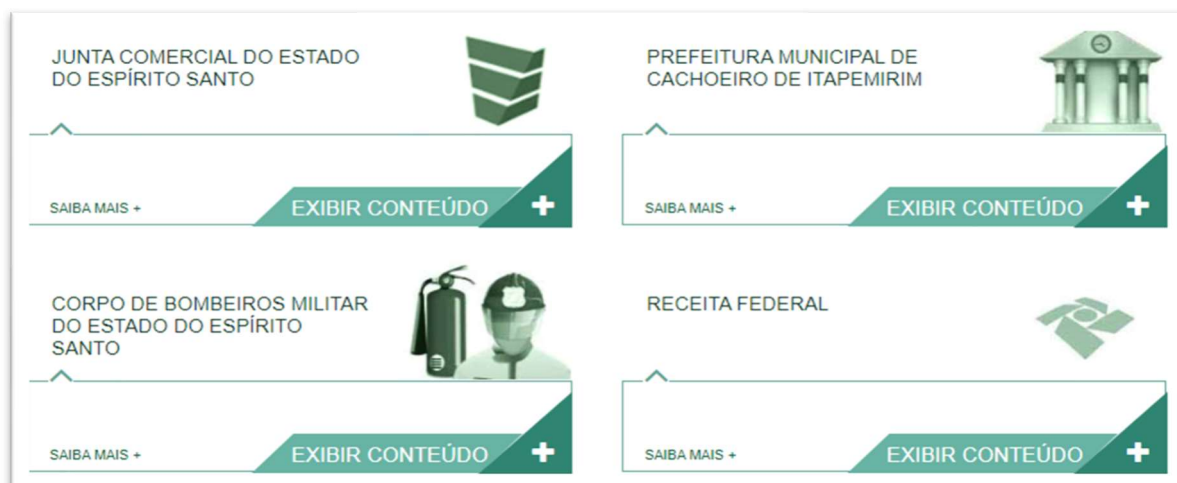 JUNTA COMERCIAL DO ESTADO
DO ESPÍRITO SANTO
SAIBA MAIS +
EXIBIR CONTEÚDO +
PREFEITURA MUNICIPAL DE
CACHOEIRO DE ITAPEMIRIM
SAIBA MAIS +
EXIBIR CONTEÚDO +
CORPO DE BOMBEIROS MILITAR
DO ESTADO DO ESPÍRITO
SANTO
SAIBA MAIS +
EXIBIR CONTEÚDO +
RECEITA FEDERAL
SAIBA MAIS +
EXIBIR CONTEÚDO +